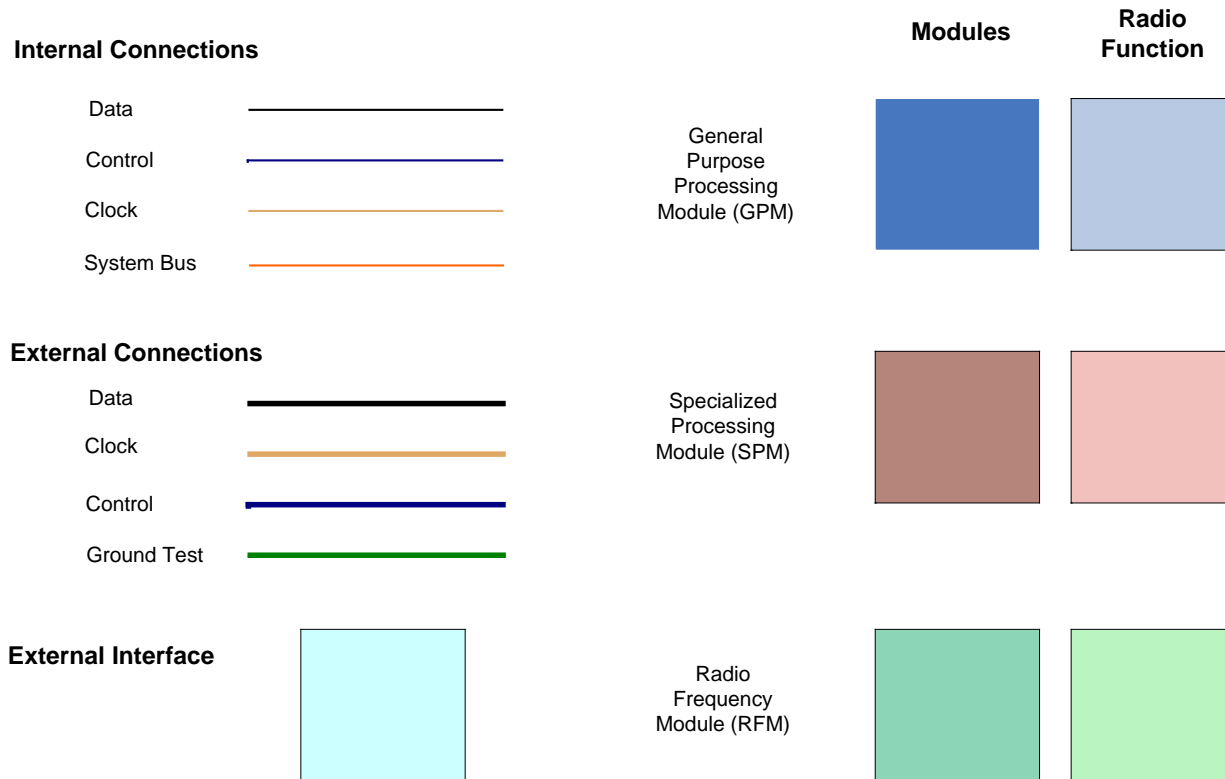 Modules
Radio
Function
Internal Connections
Data
Control
Clock
System Bus
General
Purpose
Processing
Module (GPM)
External Connections
Data
Clock
Control
Ground Test
Specialized
Processing
Module (SPM)
External Interface
Radio
Frequency
Module (RFM)